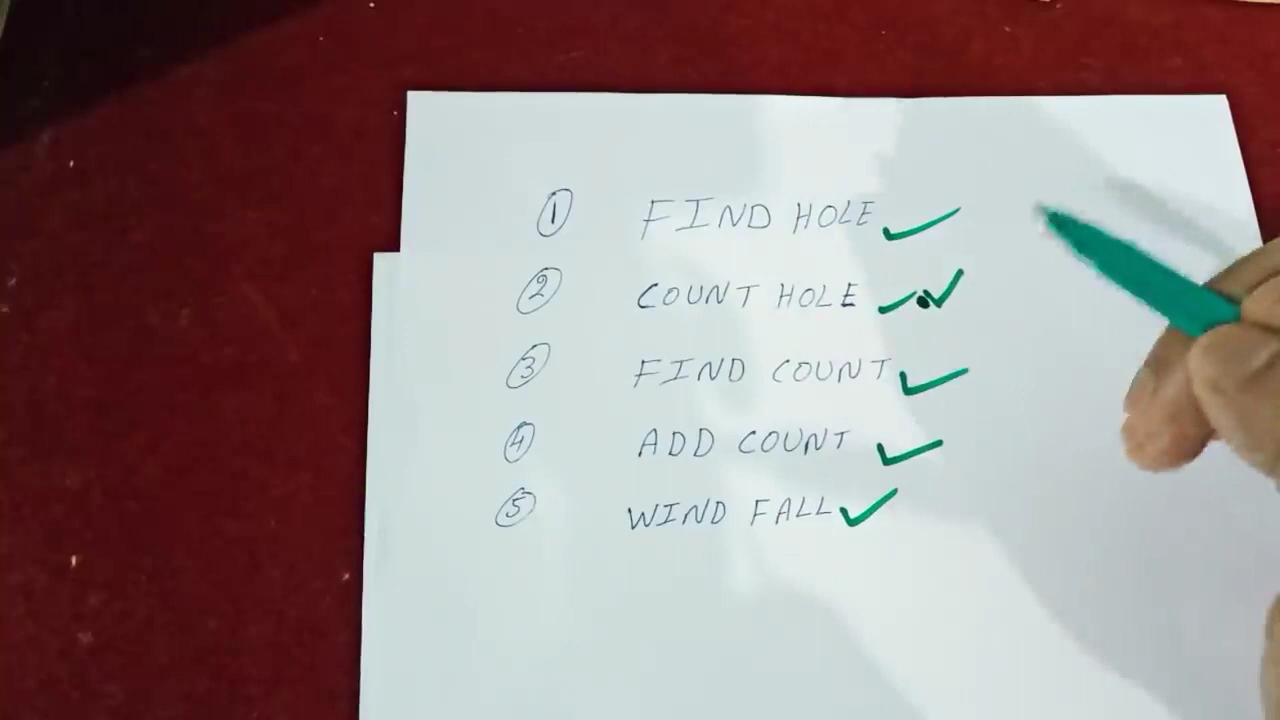 1 FIND HOLE ✓
2 COUNT HOLE ✓✓
3 FIND COUNT ✓
4 ADD COUNT ✓
5 WIND FALL ✓